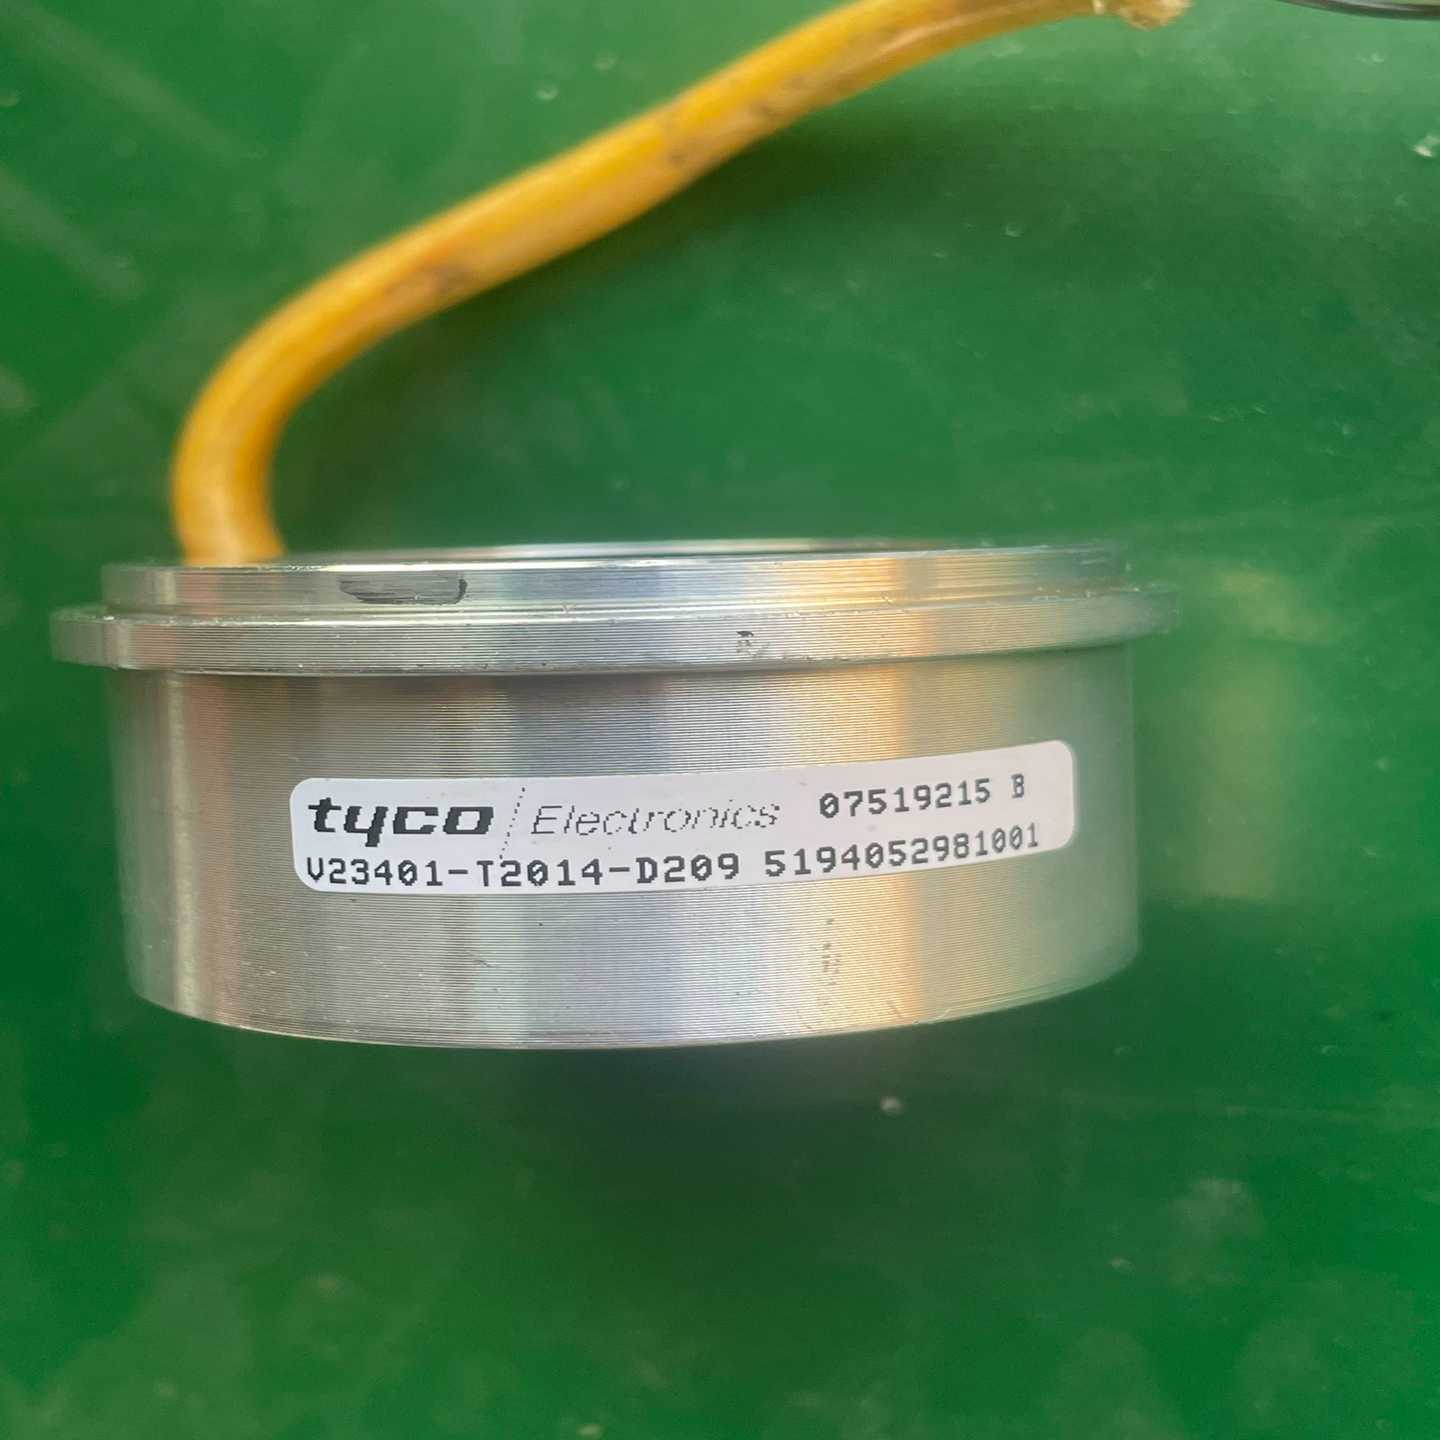 tyco Electronics 07519215 B
V23401-T2014-D209 5194052981001